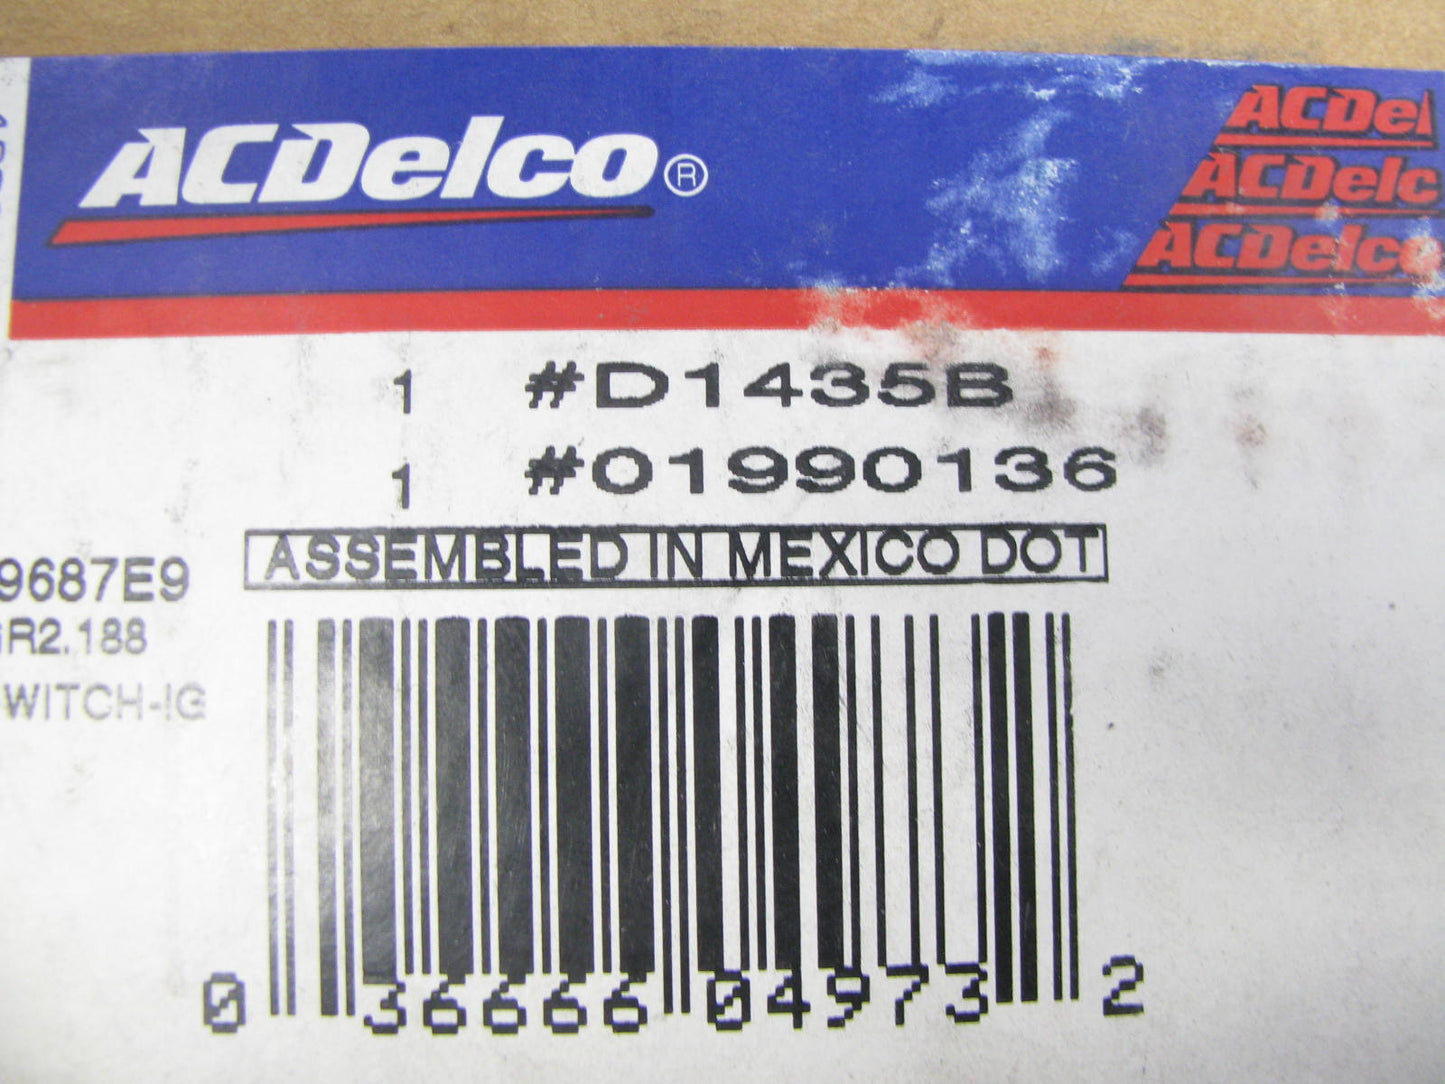 ACDelco®
ACDel
ACDelc
ACDelco
1 #D1435B
1 #01990136
ASSEMBLED IN MEXICO DOT
9687E9
R2.188
WITCH-IG
0 36666 04973 2